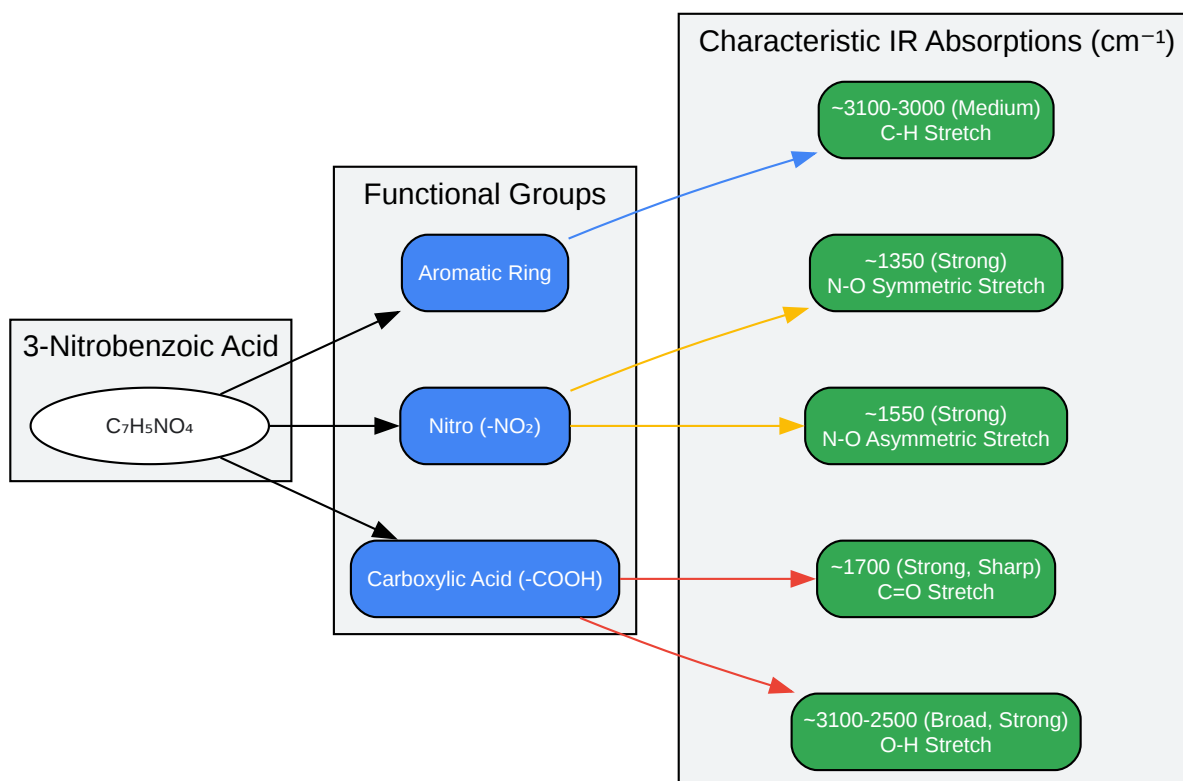 3-Nitrobenzoic Acid
C₇H₅NO₄
Functional Groups
Aromatic Ring
Nitro (-NO₂)
Carboxylic Acid (-COOH)
Characteristic IR Absorptions (cm⁻¹)
~3100-3000 (Medium)
C-H Stretch
~1350 (Strong)
N-O Symmetric Stretch
~1550 (Strong)
N-O Asymmetric Stretch
~1700 (Strong, Sharp)
C=O Stretch
~3100-2500 (Broad, Strong)
O-H Stretch